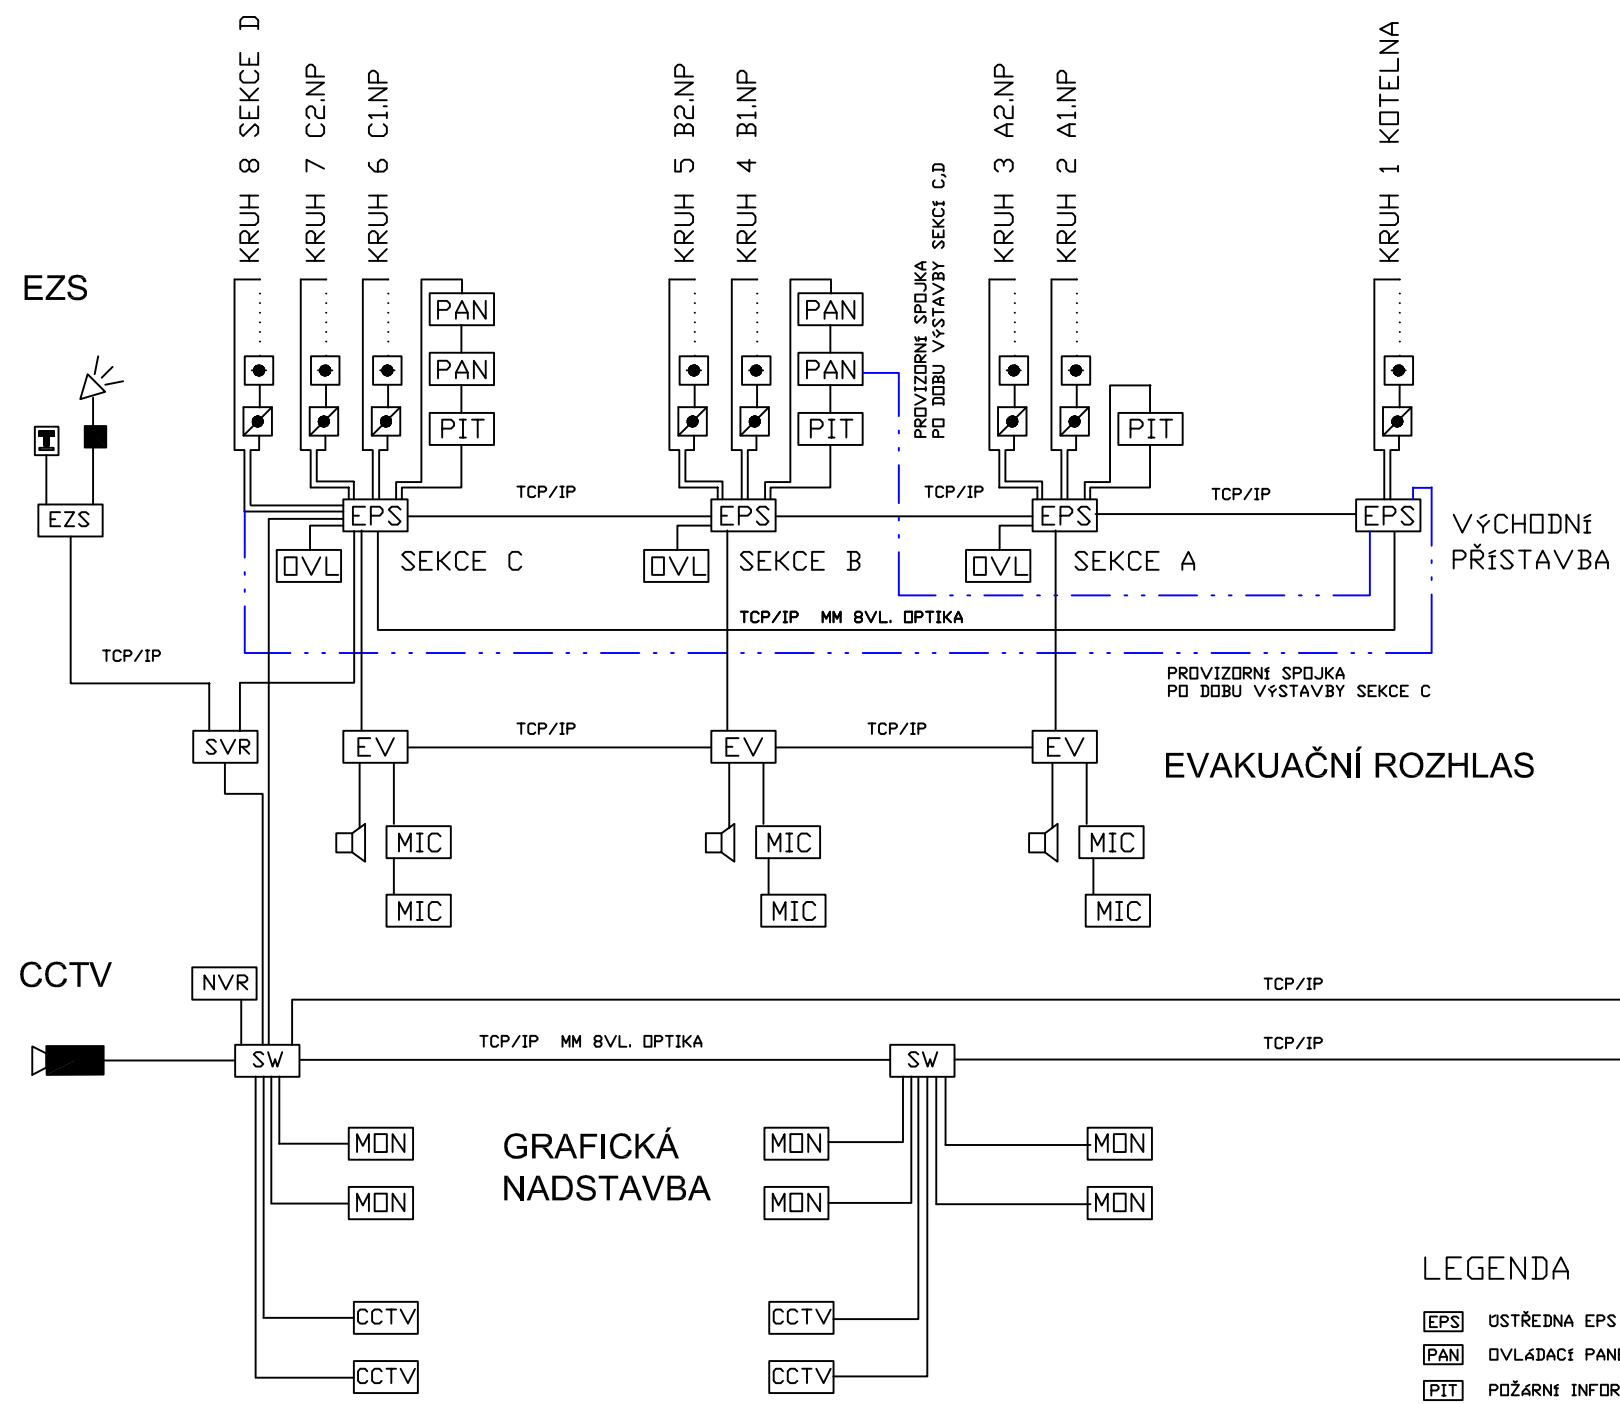 KRUH 8 SEKCE D
KRUH 7 C2.NP
KRUH 6 C1.NP
KRUH 5 B2.NP
KRUH 4 B1.NP
PROVIZORNÍ SPOJKA
PO DOBU VÝSTAVBY SEKCÍ C,D
KRUH 3 A2.NP
KRUH 2 A1.NP
KRUH 1 KOTELNA
EZS
PAN
PAN
PAN
PAN
PIT
PIT
PIT
TCP/IP
TCP/IP
TCP/IP
EZS
EPS
EPS
EPS
EPS
VÝCHODNÍ
PŘÍSTAVBA
OVL
SEKCE C
OVL
SEKCE B
OVL
SEKCE A
TCP/IP MM 8VL. OPTIKA
TCP/IP
PROVIZORNÍ SPOJKA
PO DOBU VÝSTAVBY SEKCE C
TCP/IP
TCP/IP
SVR
EV
EV
EV
EVAKUAČNÍ ROZHLAS
MIC
MIC
MIC
MIC
MIC
MIC
CCTV
NVR
TCP/IP
TCP/IP MM 8VL. OPTIKA
TCP/IP
SW
SW
MON
GRAFICKÁ
NADSTAVBA
MON
MON
MON
MON
MON
LEGENDA
CCTV
CCTV
EPS ÚSTŘEDNA EPS
PAN OVLÁDACÍ
CCTV
CCTV
PIT POŽÁRNÍ